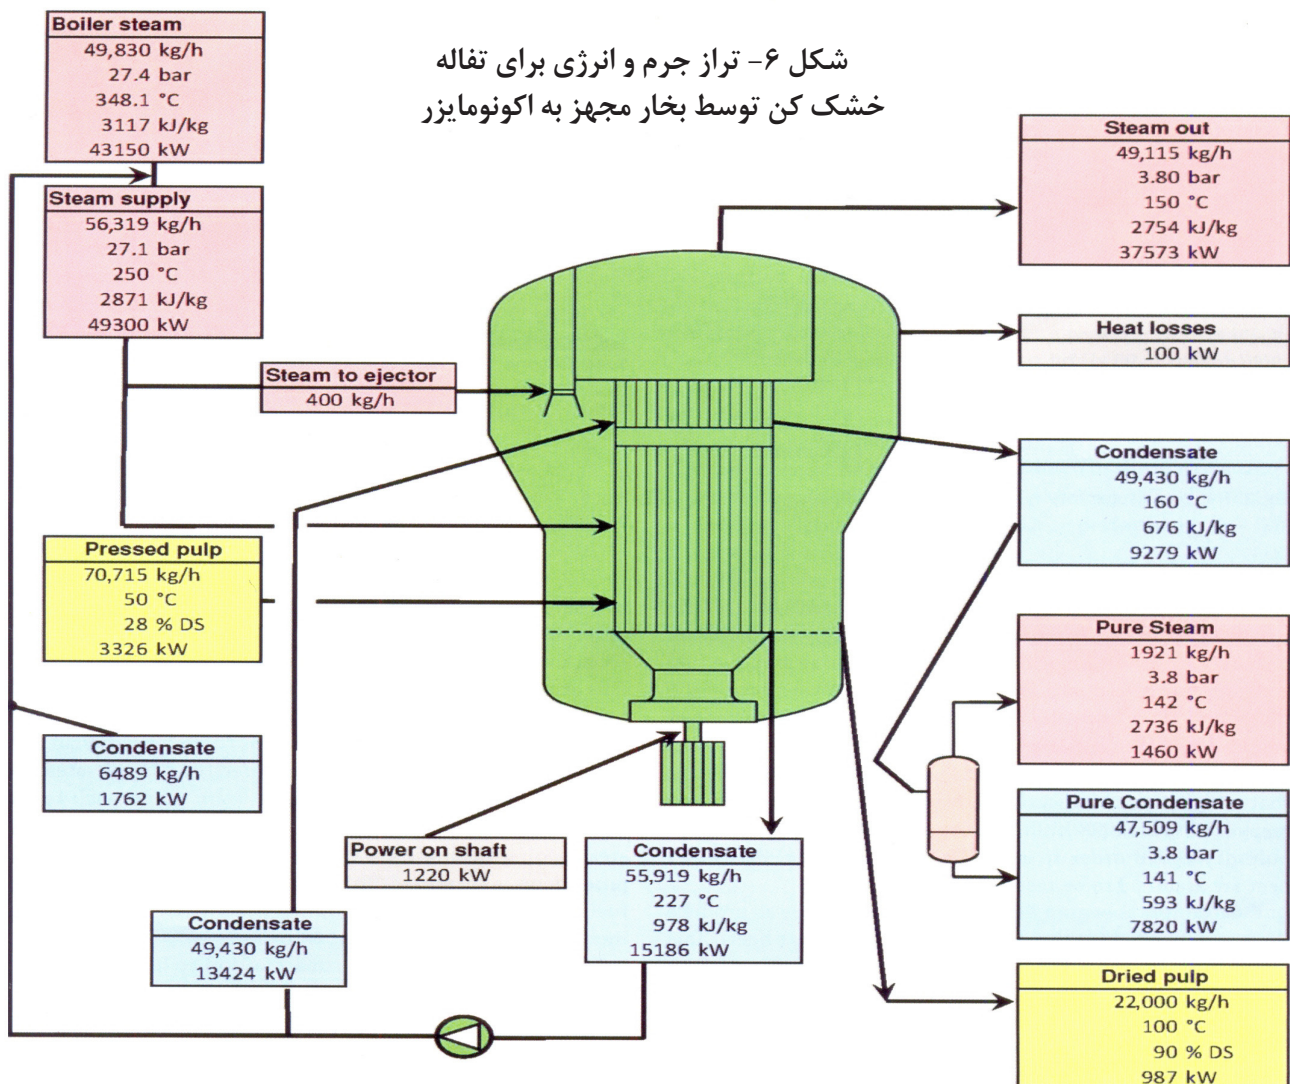 شکل ۶- تراز جرم و انرژی برای تفاله
خشک کن توسط بخار مجهز به اکونومایزر
Boiler steam
49,830 kg/h
27.4 bar
348.1 °C
3117 kJ/kg
43150 kW
Steam supply
56,319 kg/h
27.1 bar
250 °C
2871 kJ/kg
49300 kW
Steam to ejector
400 kg/h
Pressed pulp
70,715 kg/h
50 °C
28 % DS
3326 kW
Condensate
6489 kg/h
1762 kW
Condensate
49,430 kg/h
13424 kW
Power on shaft
1220 kW
Condensate
55,919 kg/h
227 °C
978 kJ/kg
15186 kW
Steam out
49,115 kg/h
3.80 bar
150 °C
2754 kJ/kg
37573 kW
Heat losses
100 kW
Condensate
49,430 kg/h
160 °C
676 kJ/kg
9279 kW
Pure Steam
1921 kg/h
3.8 bar
142 °C
2736 kJ/kg
1460 kW
Pure Condensate
47,509 kg/h
3.8 bar
141 °C
593 kJ/kg
7820 kW
Dried pulp
22,000 kg/h
100 °C
90 % DS
987 kW